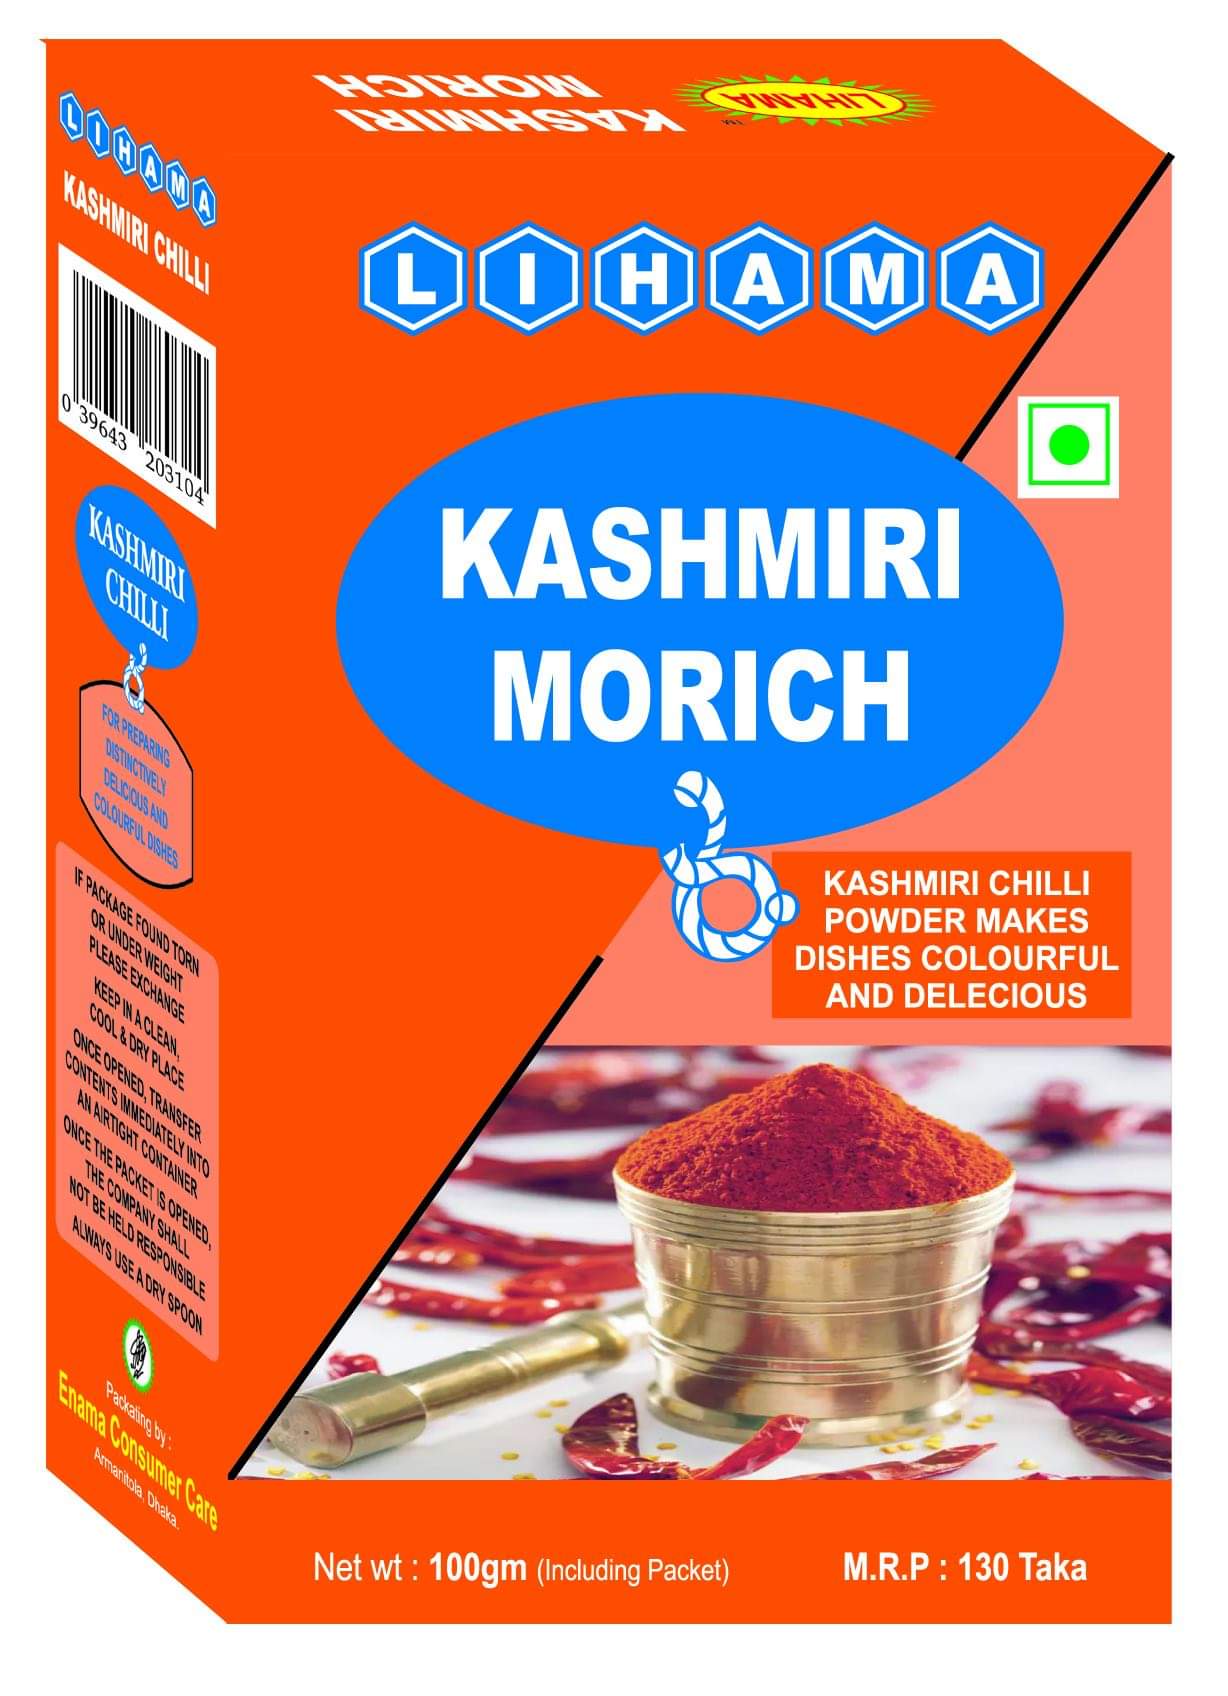 KASHMIRI
MORICH
LIHAMA
TM
LIHAMA
KASHMIRI
MORICH
KASHMIRI CHILLI
POWDER MAKES
DISHES COLOURFUL
AND DELECIOUS
Net wt : 100gm (Including Packet)
M.R.P : 130 Taka
LIHAMA
KASHMIRI CHILLI
0 39643 203104
KASHMIRI
CHILLI
FOR PREPARING
DISTINCTIVELY
DELICIOUS AND
COLOURFUL DISHES
IF PACKAGE FOUND TORN
OR UNDER WEIGHT
PLEASE EXCHANGE
KEEP IN A CLEAN,
COOL & DRY PLACE
ONCE OPENED, TRANSFER
CONTENTS IMMEDIATELY INTO
AN AIRTIGHT CONTAINER
ONCE THE PACKET IS OPENED,
THE COMPANY SHALL
NOT BE HELD RESPONSIBLE
ALWAYS USE A DRY SPOON
Packating by :
Enama Consumer Care
Armanitola, Dhaka.